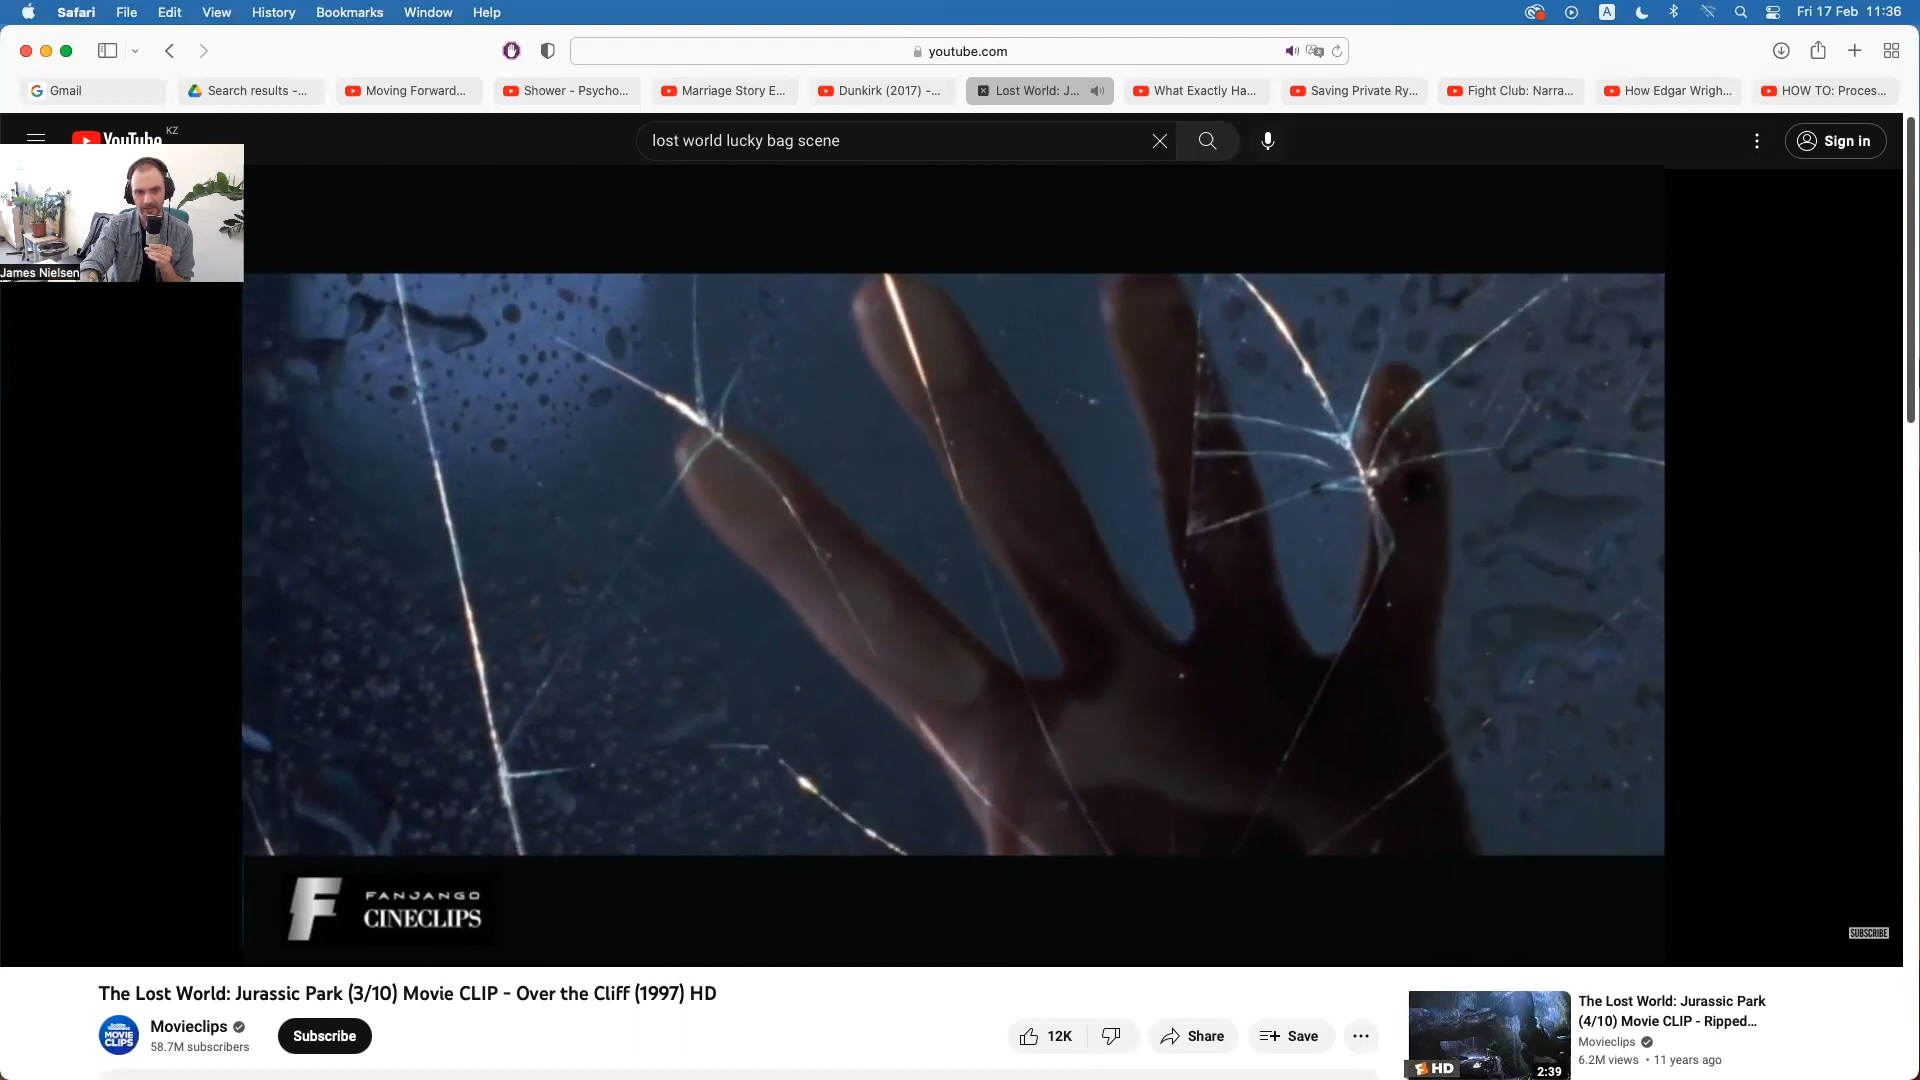 Safari File Edit View History Bookmarks Window Help A Fri 17 Feb 11:36
youtube.com
Gmail Search results -... Moving Forward... Shower - Psycho... Marriage Story E... Dunkirk (2017) -... Lost World: J... What Exactly Ha... Saving Private Ry... Fight Club: Narra... How Edgar Wrigh... HOW TO: Proces...
YouTube KZ lost world lucky bag scene Sign in
James Nielsen
F FANJANGO
CINECLIPS
SUBSCRIBE
The Lost World: Jurassic Park (3/10) Movie CLIP - Over the Cliff (1997) HD
MOVIE
CLIPS
Movieclips
58.7M subscribers
Subscribe 12K Share Save
The Lost World: Jurassic Park
(4/10) Movie CLIP - Ripped...
Movieclips
6.2M views • 11 years ago
HD 2:39